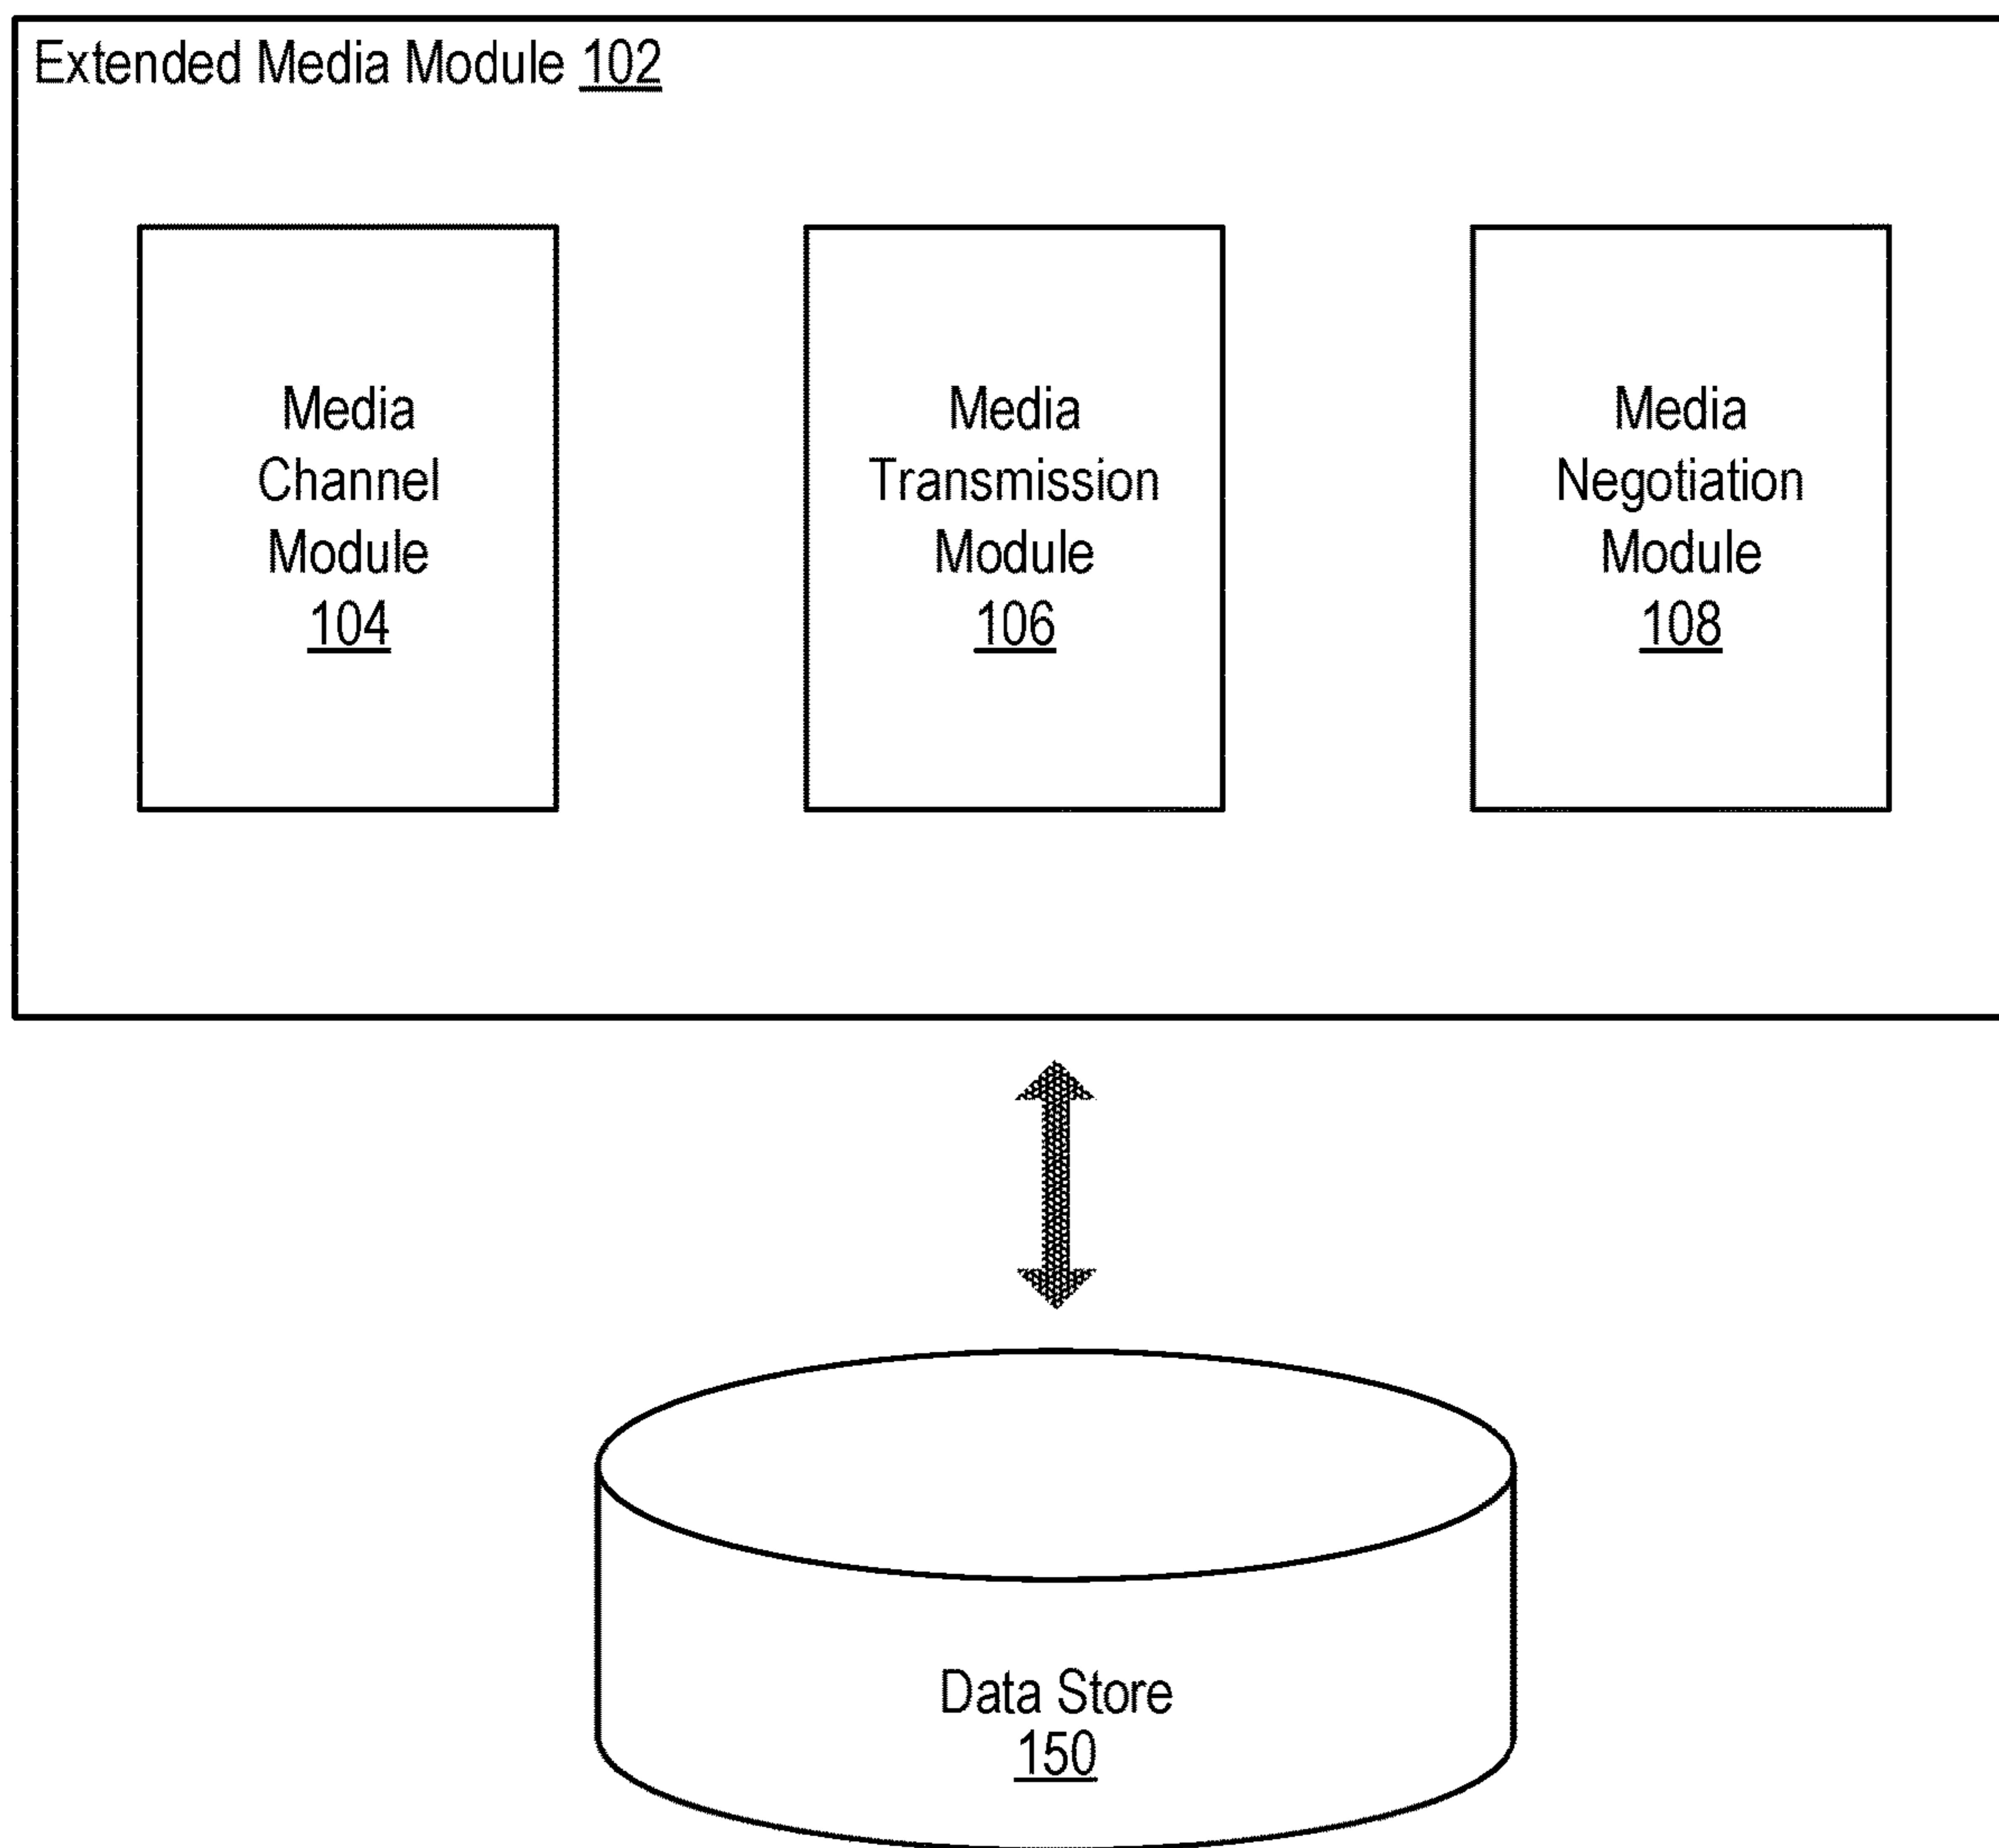 Extended Media Module 102
Media
Channel
Module
104
Media
Transmission
Module
106
Media
Negotiation
Module
108
Data Store
150